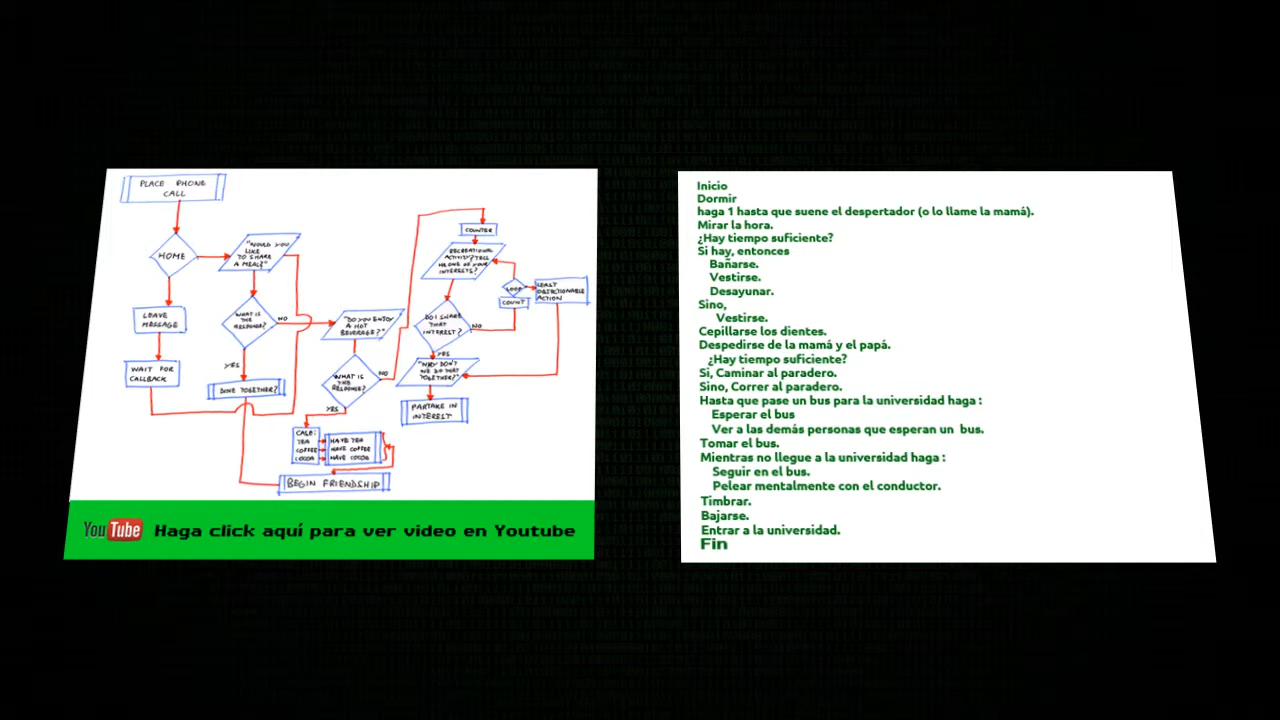 PLACE PHONE
CALL
HOME
LEAVE
MESSAGE
WAIT FOR
CALLBACK
"WOULD YOU
LIKE
TO SHARE
A MEAL?"
WHAT IS
THE
RESPONSE?
NO
YES
DINE TOGETHER?
"DO YOU ENJOY
A HOT
BEVERAGE?"
WHAT IS
THE
RESPONSE?
NO
YES
CASE:
TEA
COFFEE
COCOA
HAVE TEA
HAVE COFFEE
HAVE COCOA
BEGIN FRIENDSHIP
COUNTER
RECREATIONAL
ACTIVITY? TELL
ME ONE OF YOUR
INTERESTS?
LOOP
COUNT
LEAST
OBJECTIONABLE
ACTION
DO I SHARE
THAT
INTEREST?
NO
YES
"WHY DON'T
WE DO THAT
TOGETHER?"
PARTAKE IN
INTEREST
YouTube Haga click aquí para ver video en Youtube
Inicio
Dormir
haga 1 hasta que suene el despertador (o lo llame la mamá).
Mirar la hora.
¿Hay tiempo suficiente?
Si hay, entonces
Bañarse.
Vestirse.
Desayunar.
Sino,
Vestirse.
Cepillarse los dientes.
Despedirse de la mamá y el papá.
¿Hay tiempo suficiente?
Si, Caminar al paradero.
Sino, Correr al paradero.
Hasta que pase un bus para la universidad haga :
Esperar el bus
Ver a las demás personas que esperan un bus.
Tomar el bus.
Mientras no llegue a la universidad haga :
Seguir en el bus.
Pelear mentalmente con el conductor.
Timbrar.
Bajarse.
Entrar a la universidad.
Fin